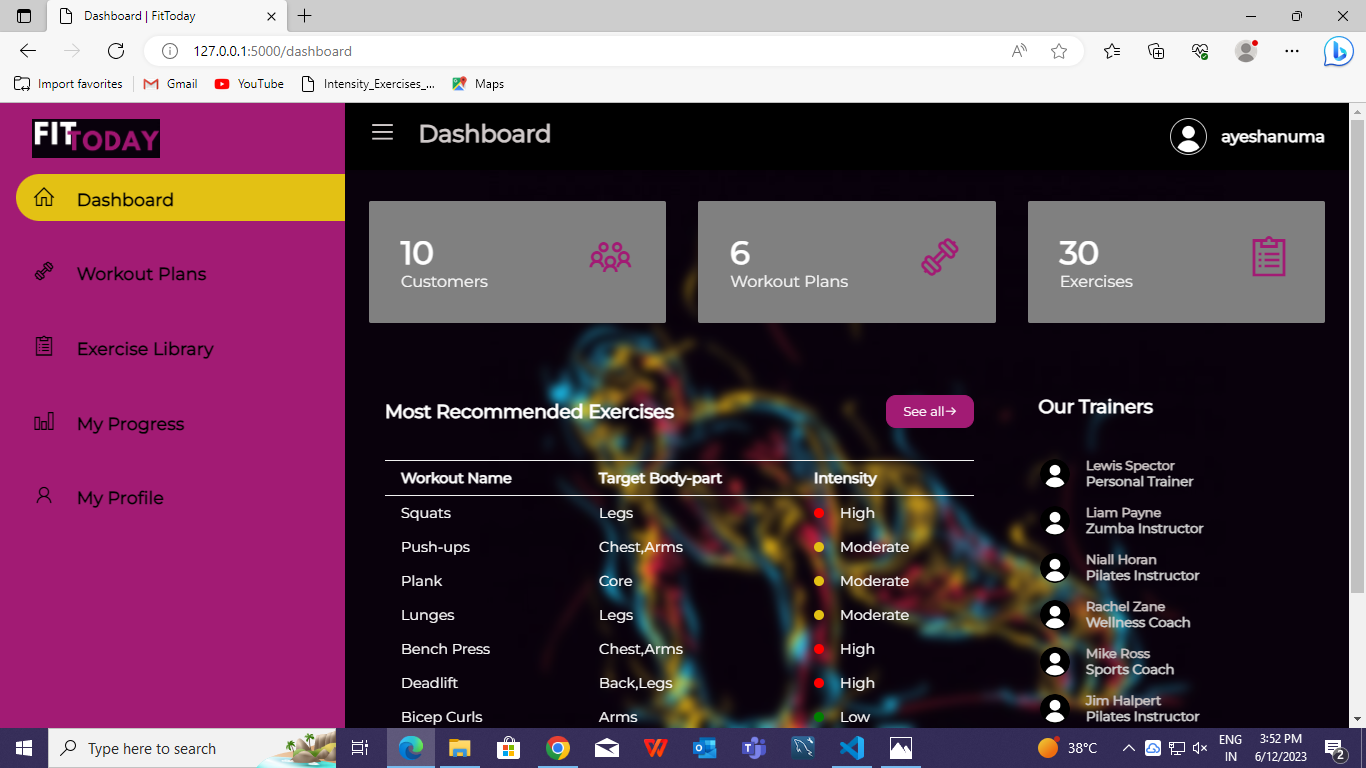 Dashboard | FitToday
127.0.0.1:5000/dashboard
Import favorites
Gmail
YouTube
Intensity_Exercises_...
Maps
FIT TODAY
Dashboard
ayeshanuma
Dashboard
Workout Plans
Exercise Library
My Progress
My Profile
10
Customers
6
Workout Plans
30
Exercises
Most Recommended Exercises
See all→
Workout Name Target Body-part Intensity
Squats Legs High
Push-ups Chest,Arms Moderate
Plank Core Moderate
Lunges Legs Moderate
Bench Press Chest,Arms High
Deadlift Back,Legs High
Bicep Curls Arms Low
Our Trainers
Lewis Spector
Personal Trainer
Liam Payne
Zumba Instructor
Niall Horan
Pilates Instructor
Rachel Zane
Wellness Coach
Mike Ross
Sports Coach
Jim Halpert
Pilates Instructor
Type here to search
38°C
ENG
IN
3:52 PM
6/12/2023
2